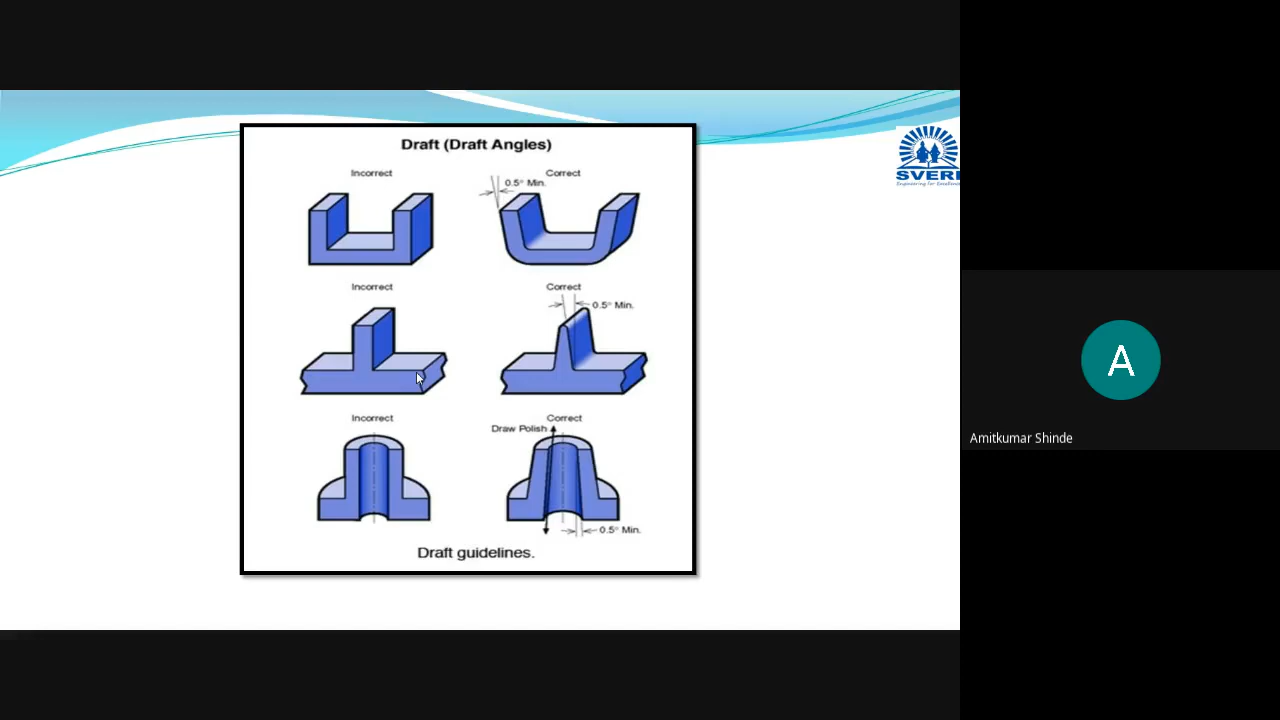 Draft (Draft Angles)
Incorrect
Correct
0.5° Min.
Incorrect
Correct
0.5° Min.
Incorrect
Correct
Draw Polish
0.5° Min.
Draft guidelines.
SVERI
Engineering for Excellence
A
Amitkumar Shinde